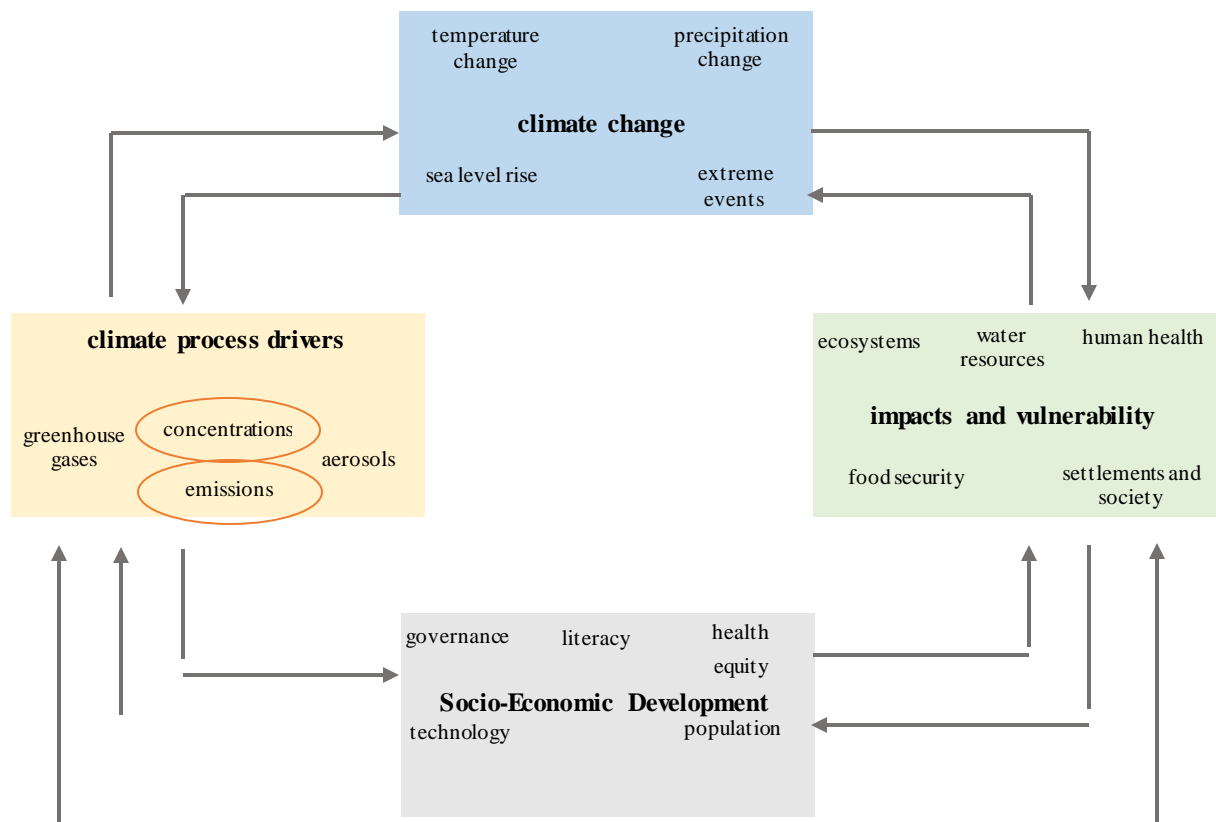 temperature
change
precipitation
change
climate change
sea level rise
extreme
events
climate process drivers
greenhouse
gases
concentrations
emissions
aerosols
ecosystems
water
resources
human health
impacts and vulnerability
food security
settlements and
society
governance
literacy
health
equity
Socio-Economic Development
technology
population